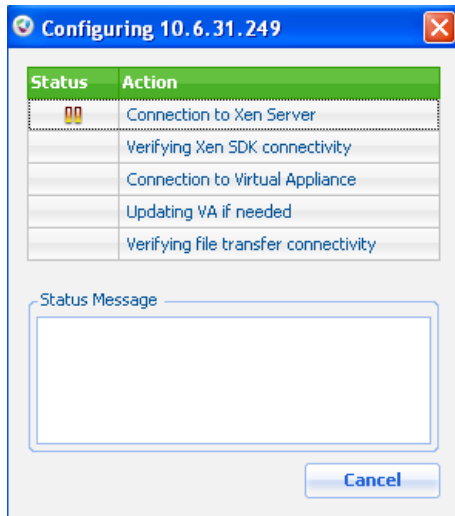 Configuring 10.6.31.249
Status Action
Connection to Xen Server
Verifying Xen SDK connectivity
Connection to Virtual Appliance
Updating VA if needed
Verifying file transfer connectivity
Status Message
Cancel